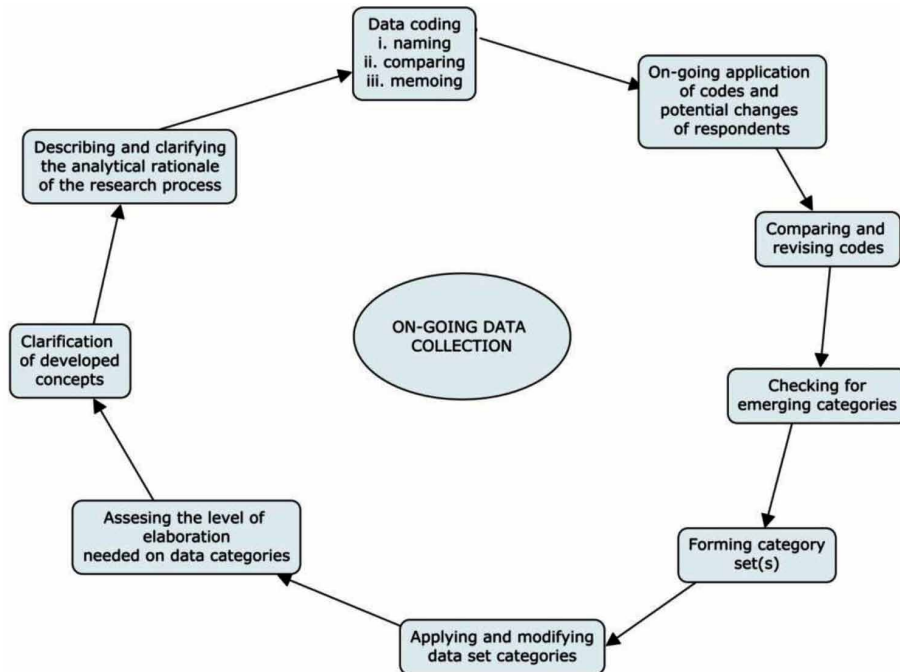 Data coding
i. naming
ii. comparing
iii. memoing
On-going application
of codes and
potential changes
of respondents
Comparing and
revising codes
Checking for
emerging categories
Forming category
set(s)
Applying and modifying
data set categories
Assesing the level of
elaboration
needed on data categories
Clarification
of developed
concepts
Describing and clarifying
the analytical rationale
of the research process
ON-GOING DATA
COLLECTION